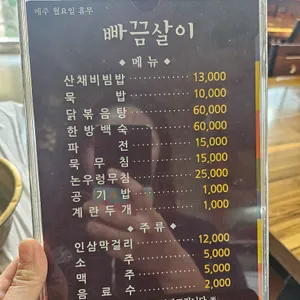 매주 월요일 휴무
빠끔살이
◎ 메뉴 ◎
산채비빔밥 13,000
묵 밥 10,000
닭볶음탕 60,000
한방백숙 60,000
파 전 15,000
묵무침 15,000
논우렁무침 25,000
공기밥 1,000
계란두개 1,000
◎ 주류 ◎
인삼막걸리 12,000
소 주 5,000
맥 주 5,000
음료수 2,000